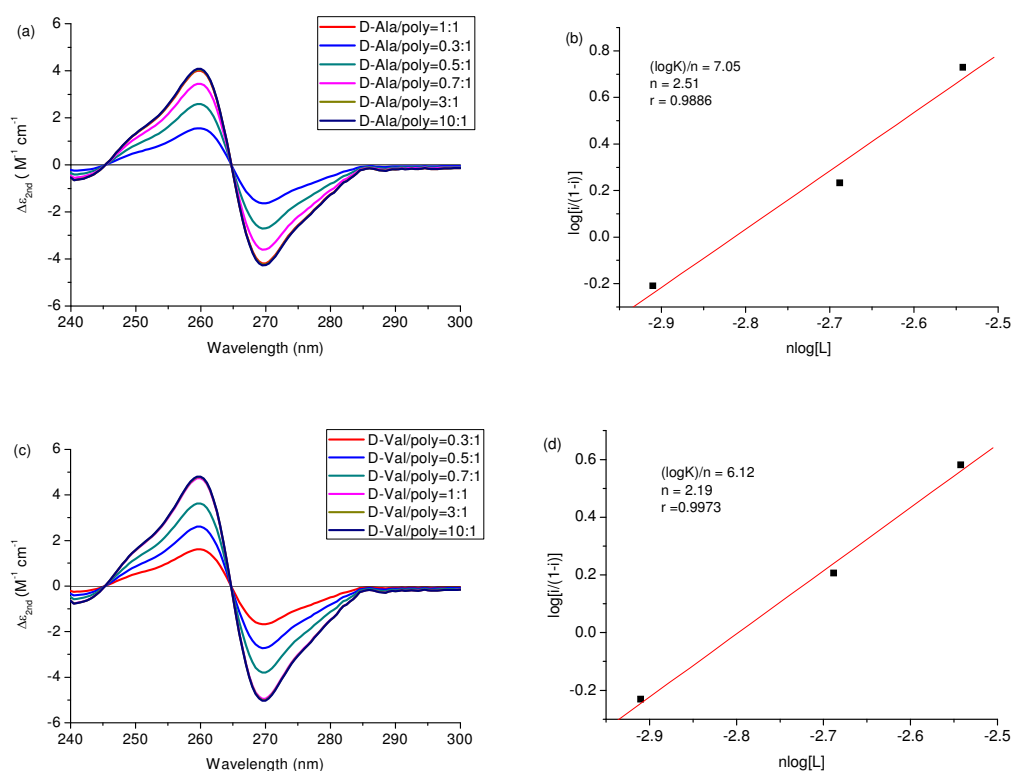 (a)
D-Ala/poly=1:1
D-Ala/poly=0.3:1
D-Ala/poly=0.5:1
D-Ala/poly=0.7:1
D-Ala/poly=3:1
D-Ala/poly=10:1
6
4
2
0
-2
-4
-6
Δε2nd ( M⁻¹ cm⁻¹)
240 250 260 270 280 290 300
Wavelength (nm)
(b)
(logK)/n = 7.05
n = 2.51
r = 0.9886
0.8
0.6
0.4
0.2
0.0
-0.2
log[i/(1-i)]
-2.9 -2.8 -2.7 -2.6 -2.5
nlog[L]
(c)
D-Val/poly=0.3:1
D-Val/poly=0.5:1
D-Val/poly=0.7:1
D-Val/poly=1:1
D-Val/poly=3:1
D-Val/poly=10:1
6
4
2
0
-2
-4
-6
Δε2nd (M⁻¹ cm⁻¹)
240 250 260 270 280 290 300
Wavelength (nm)
(d)
(logK)/n = 6.12
n = 2.19
r =0.9973
0.6
0.2
-0.2
log[i/(1-i)]
-2.9 -2.8 -2.7 -2.6 -2.5
nlog[L]